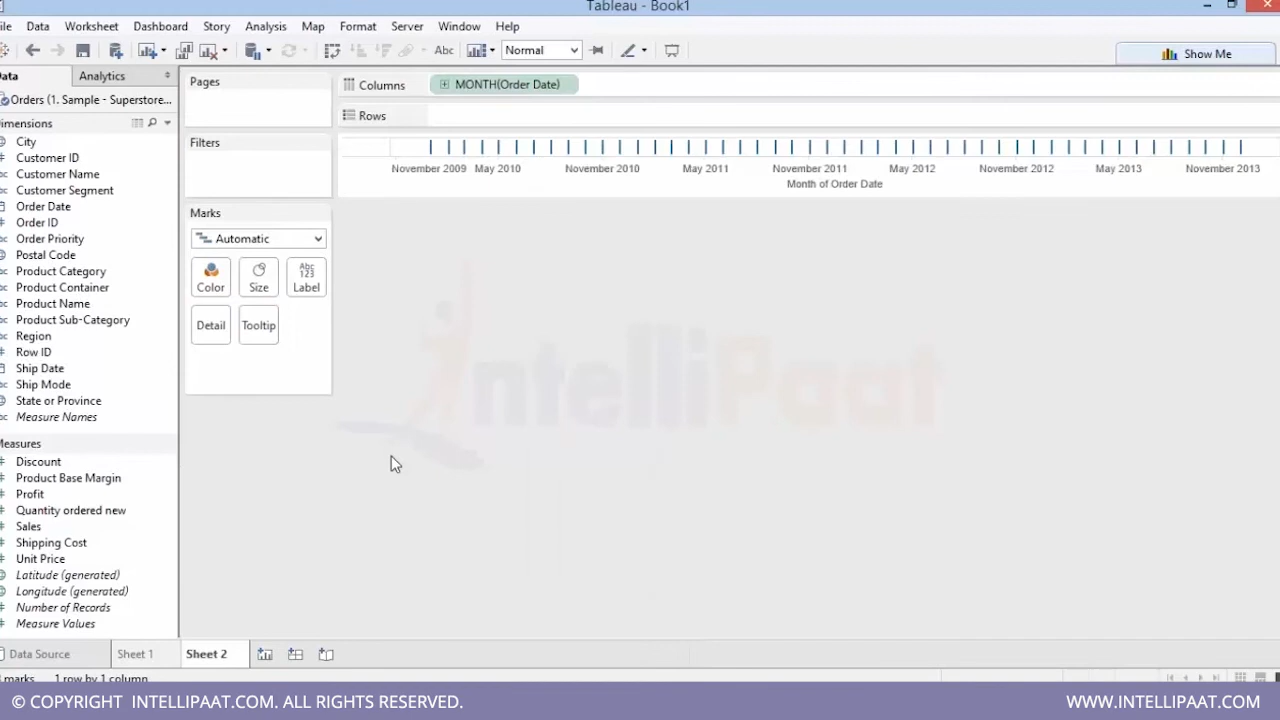 Tableau - Book1
ile Data Worksheet Dashboard Story Analysis Map Format Server Window Help
Abc Normal Show Me
Data Analytics
Orders (1. Sample - Superstore...
Dimensions
City
Customer ID
Customer Name
Customer Segment
Order Date
Order ID
Order Priority
Postal Code
Product Category
Product Container
Product Name
Product Sub-Category
Region
Row ID
Ship Date
Ship Mode
State or Province
Measure Names
Measures
Discount
Product Base Margin
Profit
Quantity ordered new
Sales
Shipping Cost
Unit Price
Latitude (generated)
Longitude (generated)
Number of Records
Measure Values
Pages
Filters
Marks
Automatic
Color Size Abc 123 Label
Detail Tooltip
Columns MONTH(Order Date)
Rows
November 2009 May 2010 November 2010 May 2011 November 2011 May 2012 November 2012 May 2013 November 2013
Month of Order Date
IntelliPaat
Data Source Sheet 1 Sheet 2
marks 1 row by 1 column
© COPYRIGHT INTELLIPAAT.COM. ALL RIGHTS RESERVED. WWW.INTELLIPAAT.COM